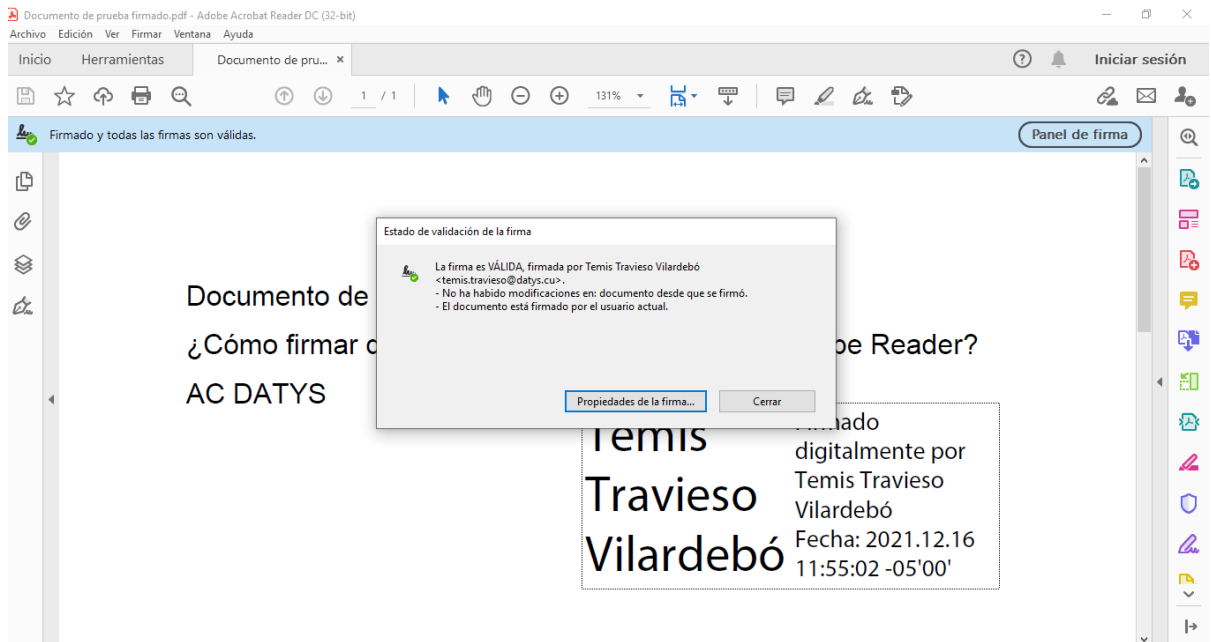 Documento de prueba firmado.pdf - Adobe Acrobat Reader DC (32-bit)
Archivo Edición Ver Firmar Ventana Ayuda
Inicio Herramientas Documento de pru... ×
Iniciar sesión
1 / 1 131%
Firmado y todas las firmas son válidas.
Panel de firma
Estado de validación de la firma
La firma es VÁLIDA, firmada por Temis Travieso Vilardebó
<temis.travieso@datys.cu>.
- No ha habido modificaciones en: documento desde que se firmó.
- El documento está firmado por el usuario actual.
Propiedades de la firma... Cerrar
Documento de
¿Cómo firmar be Reader?
AC DATYS
Temis
Travieso
Vilardebó
Firmado
digitalmente por
Temis Travieso
Vilardebó
Fecha: 2021.12.16
11:55:02 -05'00'